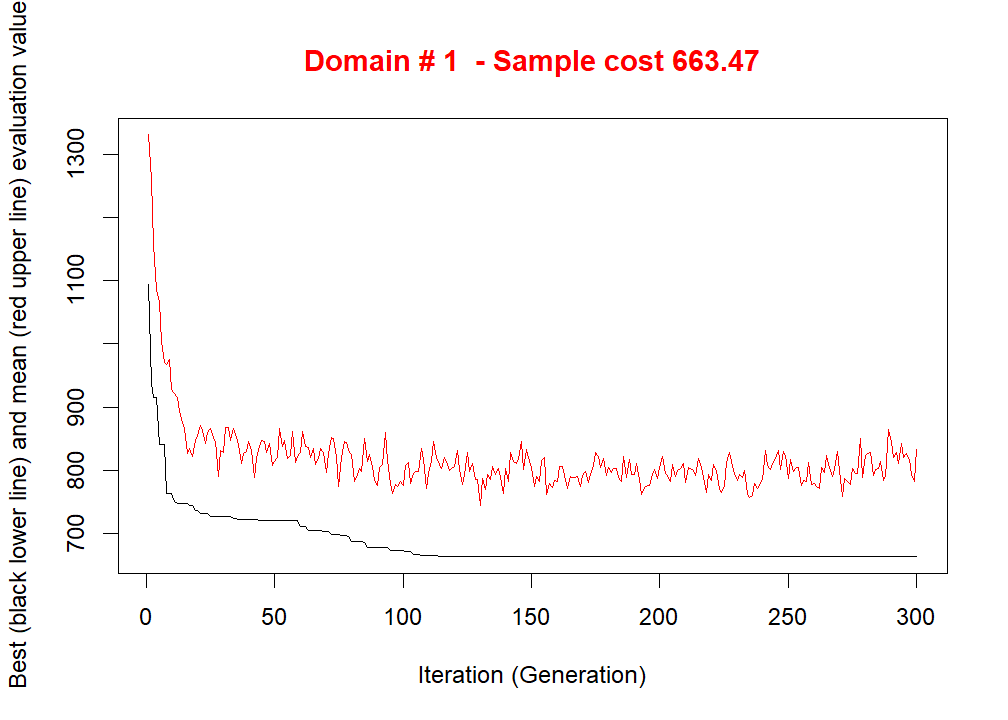 Domain # 1  - Sample cost 663.47
Best (black lower line) and mean (red upper line) evaluation value
1300
1100
900
800
700
0 50 100 150 200 250 300
Iteration (Generation)